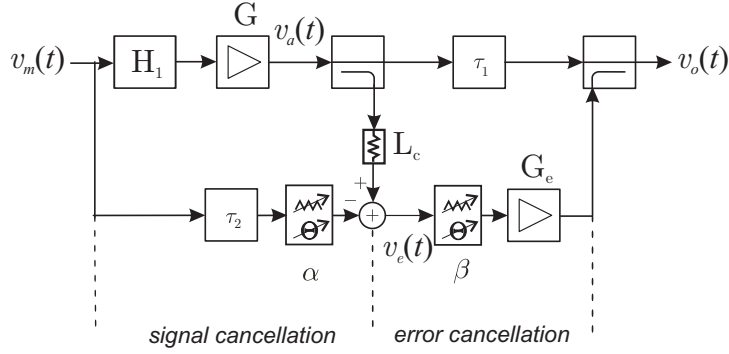 G
v_a(t)
v_m(t)
H_1
τ_1
v_o(t)
L_c
G_e
+
−
τ_2
Θ
+
Θ
v_e(t)
α
β
signal cancellation
error cancellation